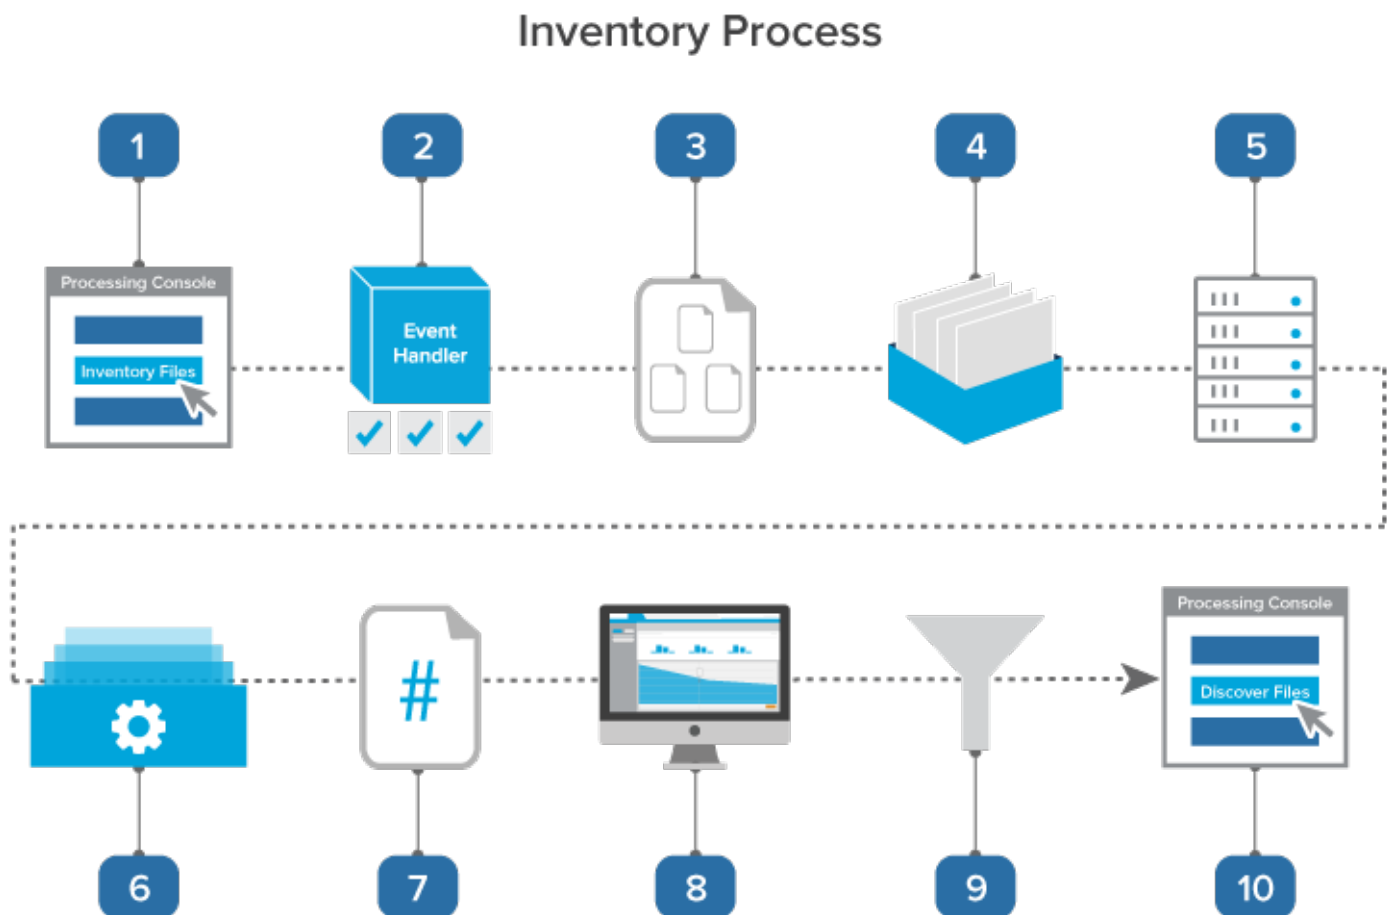 Inventory Process
1
2
3
4
5
Processing Console
Inventory Files
Event
Handler
#
Processing Console
Discover Files
6
7
8
9
10